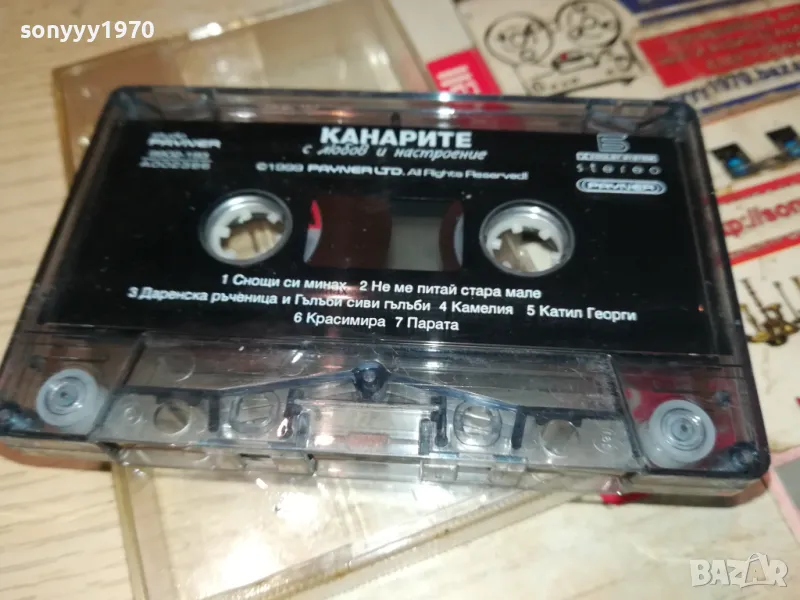 sonyyy1970
studio
PAYNER
КАНАРИТЕ
с любов и настроение
©1999 PAYNER LTD. All Rights Reserved!
stereo
PAYNER
1 Снощи си минах 2 Не ме питай стара мале
3 Даренска ръченица и Гълъби сиви гълъби 4 Камелия 5 Катил Георги
6 Красимира 7 Парата
BAZAR